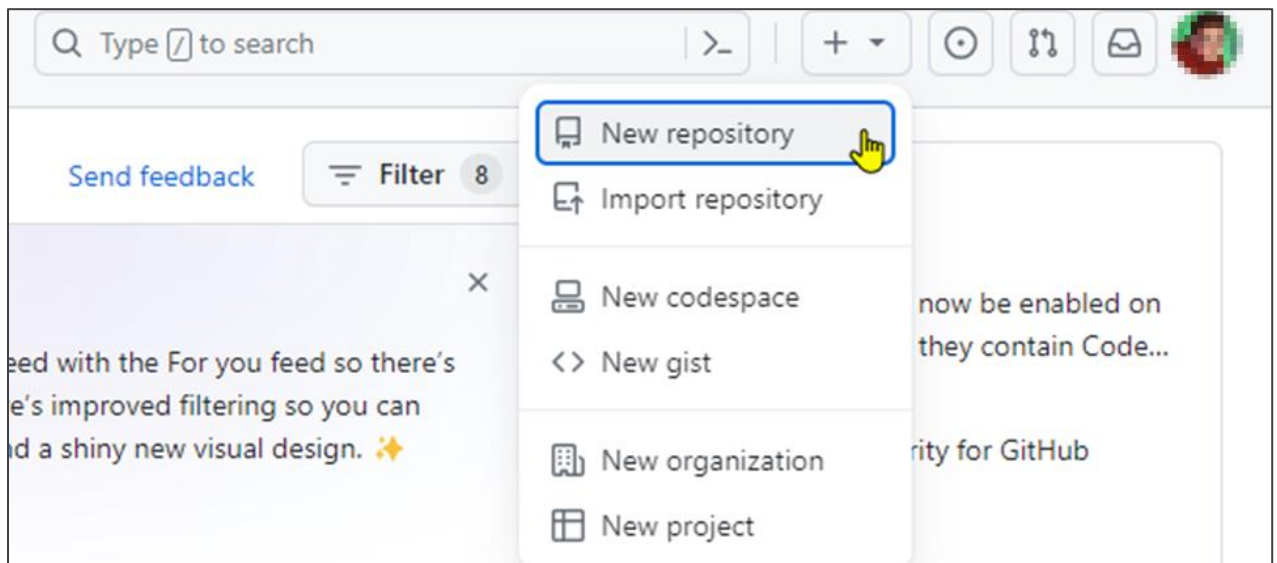 Type / to search
Send feedback
Filter 8
New repository
Import repository
New codespace
New gist
New organization
New project
eed with the For you feed so there's
e's improved filtering so you can
nd a shiny new visual design. ✨
now be enabled on
they contain Code...
rity for GitHub